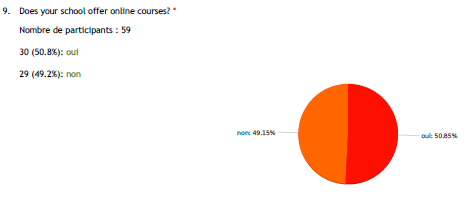 9. Does your school offer online courses? *
Nombre de participants : 59
30 (50.8%): oui
29 (49.2%): non
non: 49.15%
oui: 50.85%